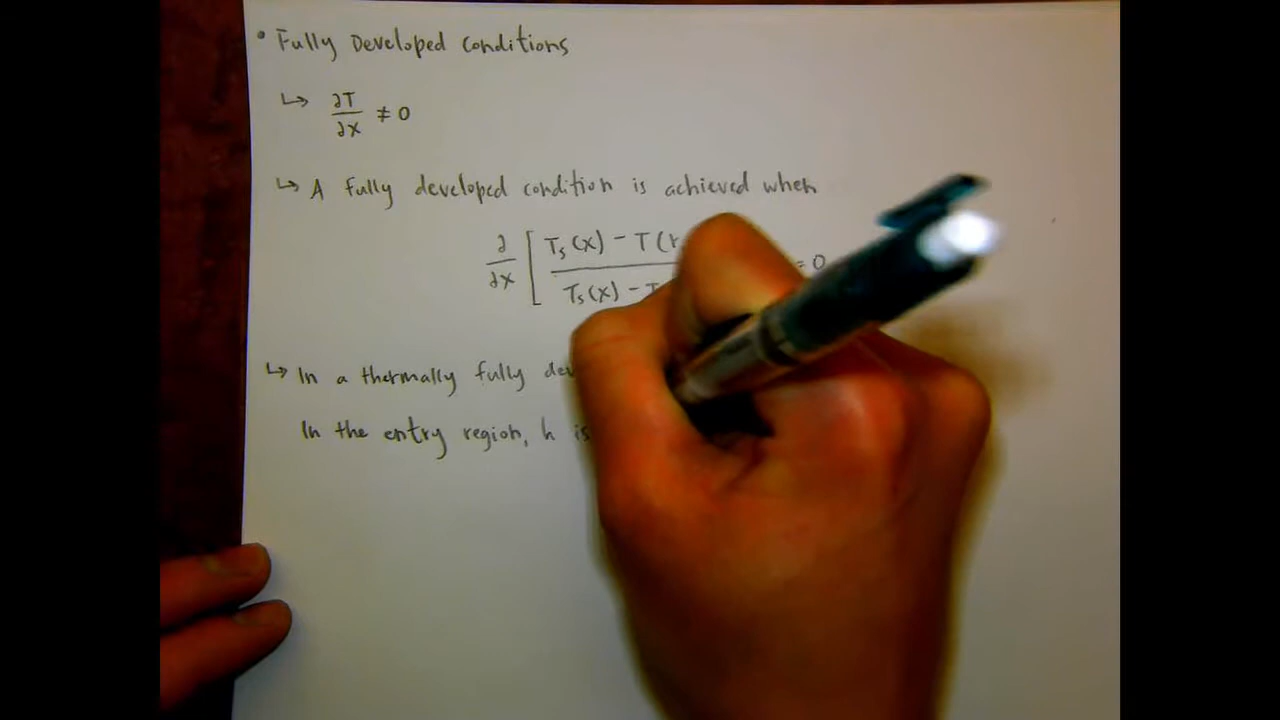 • Fully Developed Conditions
↳ ∂T/∂x ≠ 0
↳ A fully developed condition is achieved when
∂/∂x [ Ts(x) - T(r / Ts(x) - T = 0
↳ In a thermally fully dev
In the entry region, h is